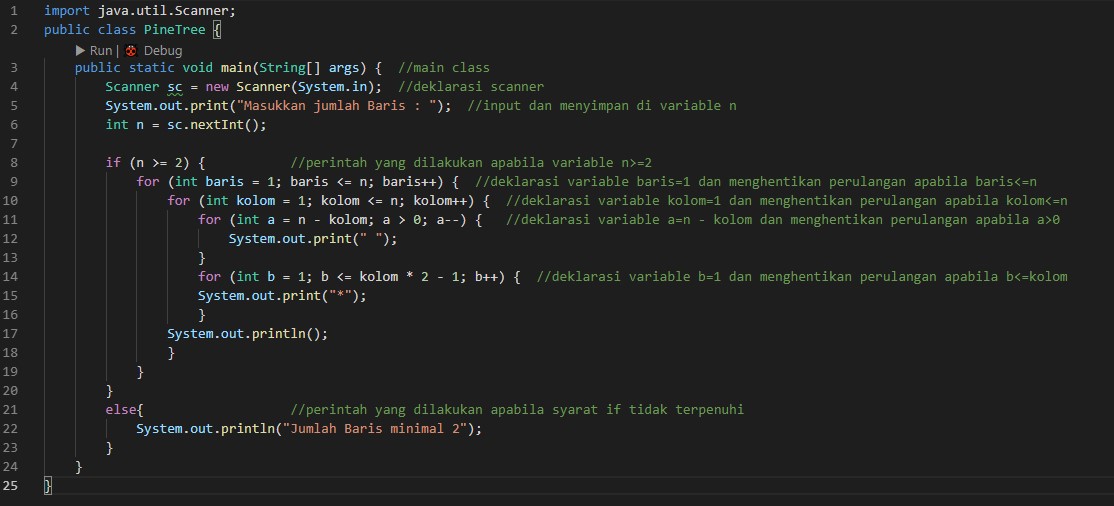 1 import java.util.Scanner;
2 public class PineTree {
Run | Debug
3 public static void main(String[] args) {  //main class
4 Scanner sc = new Scanner(System.in);  //deklarasi scanner
5 System.out.print("Masukkan jumlah Baris : ");  //input dan menyimpan di variable n
6 int n = sc.nextInt();
7
8 if (n >= 2) {           //perintah yang dilakukan apabila variable n>=2
9 for (int baris = 1; baris <= n; baris++) {  //deklarasi variable baris=1 dan menghentikan perulangan apabila baris<=n
10 for (int kolom = 1; kolom <= n; kolom++) {  //deklarasi variable kolom=1 dan menghentikan perulangan apabila kolom<=n
11 for (int a = n - kolom; a > 0; a--) {   //deklarasi variable a=n - kolom dan menghentikan perulangan apabila a>0
12 System.out.print(" ");
13 }
14 for (int b = 1; b <= kolom * 2 - 1; b++) {  //deklarasi variable b=1 dan menghentikan perulangan apabila b<=kolom
15 System.out.print("*");
16 }
17 System.out.println();
18 }
19 }
20 }
21 else{                   //perintah yang dilakukan apabila syarat if tidak terpenuhi
22 System.out.println("Jumlah Baris minimal 2");
23 }
24 }
25 }